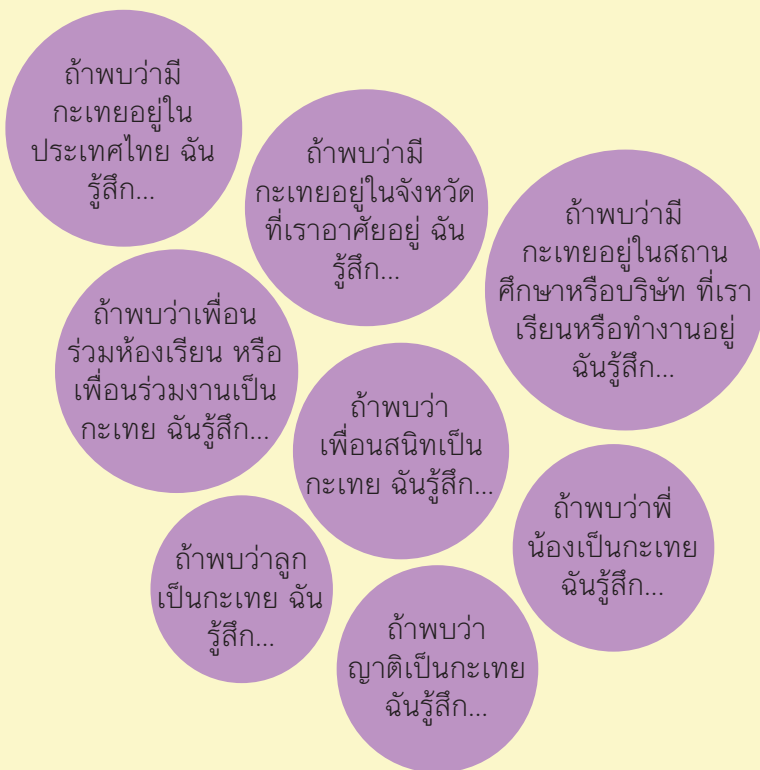 ถ้าพบว่ามี
กะเทยอยู่ใน
ประเทศไทย ฉัน
รู้สึก...
ถ้าพบว่ามี
กะเทยอยู่ในจังหวัด
ที่เราอาศัยอยู่ ฉัน
รู้สึก...
ถ้าพบว่ามี
กะเทยอยู่ในสถาน
ศึกษาหรือบริษัท ที่เรา
เรียนหรือทำงานอยู่
ฉันรู้สึก...
ถ้าพบว่าเพื่อน
ร่วมห้องเรียน หรือ
เพื่อนร่วมงานเป็น
กะเทย ฉันรู้สึก...
ถ้าพบว่า
เพื่อนสนิทเป็น
กะเทย ฉันรู้สึก...
ถ้าพบว่าพี่
น้องเป็นกะเทย
ฉันรู้สึก...
ถ้าพบว่าลูก
เป็นกะเทย ฉัน
รู้สึก...
ถ้าพบว่า
ญาติเป็นกะเทย
ฉันรู้สึก...